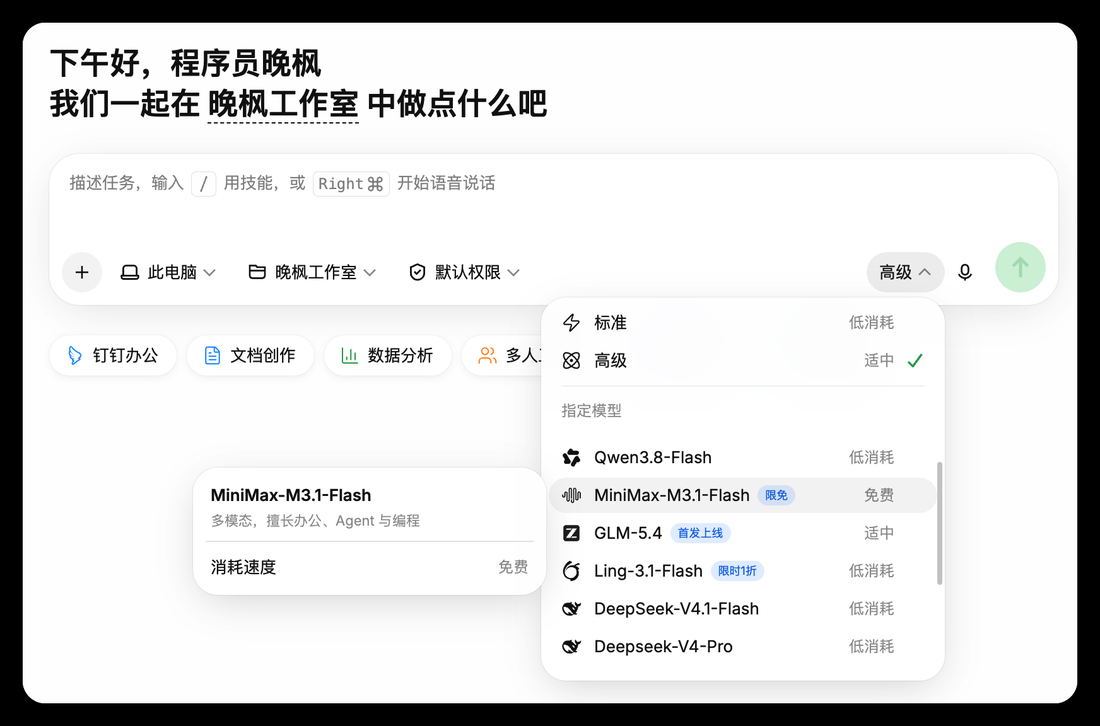 下午好，程序员晚枫
我们一起在 晚枫工作室 中做点什么吧
描述任务，输入 / 用技能，或 Right⌘ 开始语音说话
此电脑 晚枫工作室 默认权限 高级
钉钉办公 文档创作 数据分析 多人
标准 低消耗
高级 适中
指定模型
Qwen3.8-Flash 低消耗
MiniMax-M3.1-Flash 限免 免费
GLM-5.4 首发上线 适中
Ling-3.1-Flash 限时1折 低消耗
DeepSeek-V4.1-Flash 低消耗
Deepseek-V4-Pro 低消耗
MiniMax-M3.1-Flash
多模态，擅长办公、Agent 与编程
消耗速度 免费